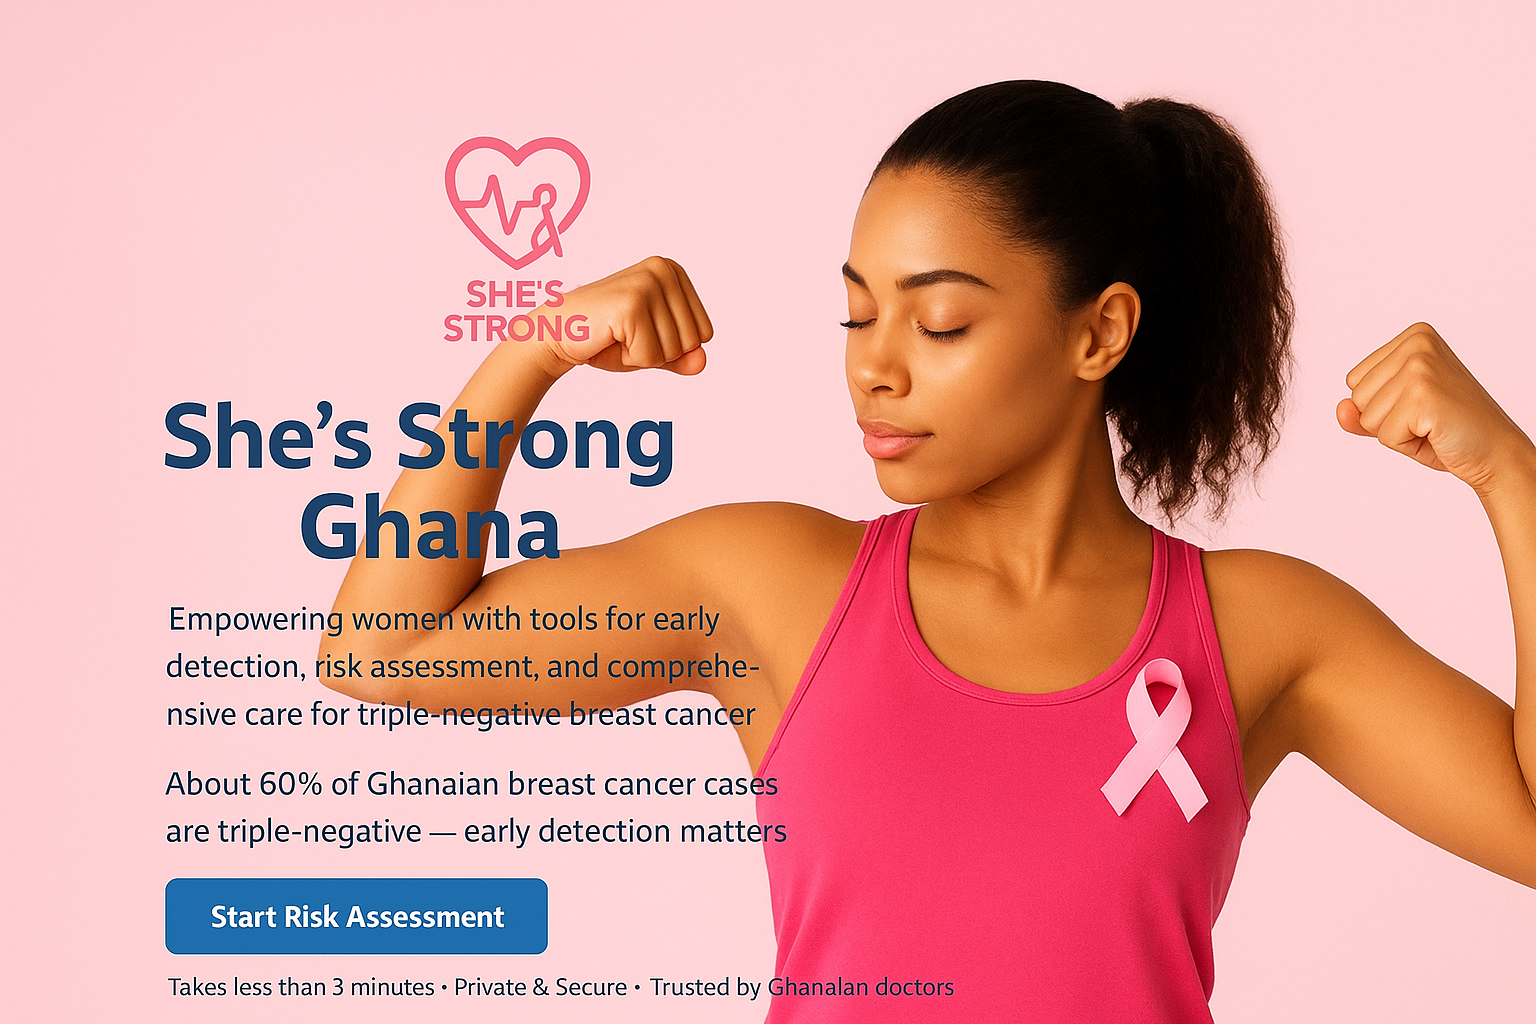 SHE'S
STRONG
She’s Strong
Ghana
Empowering women with tools for early
detection, risk assessment, and comprehe-
nsive care for triple-negative breast cancer
About 60% of Ghanaian breast cancer cases
are triple-negative — early detection matters
Start Risk Assessment
Takes less than 3 minutes • Private & Secure • Trusted by Ghanalan doctors